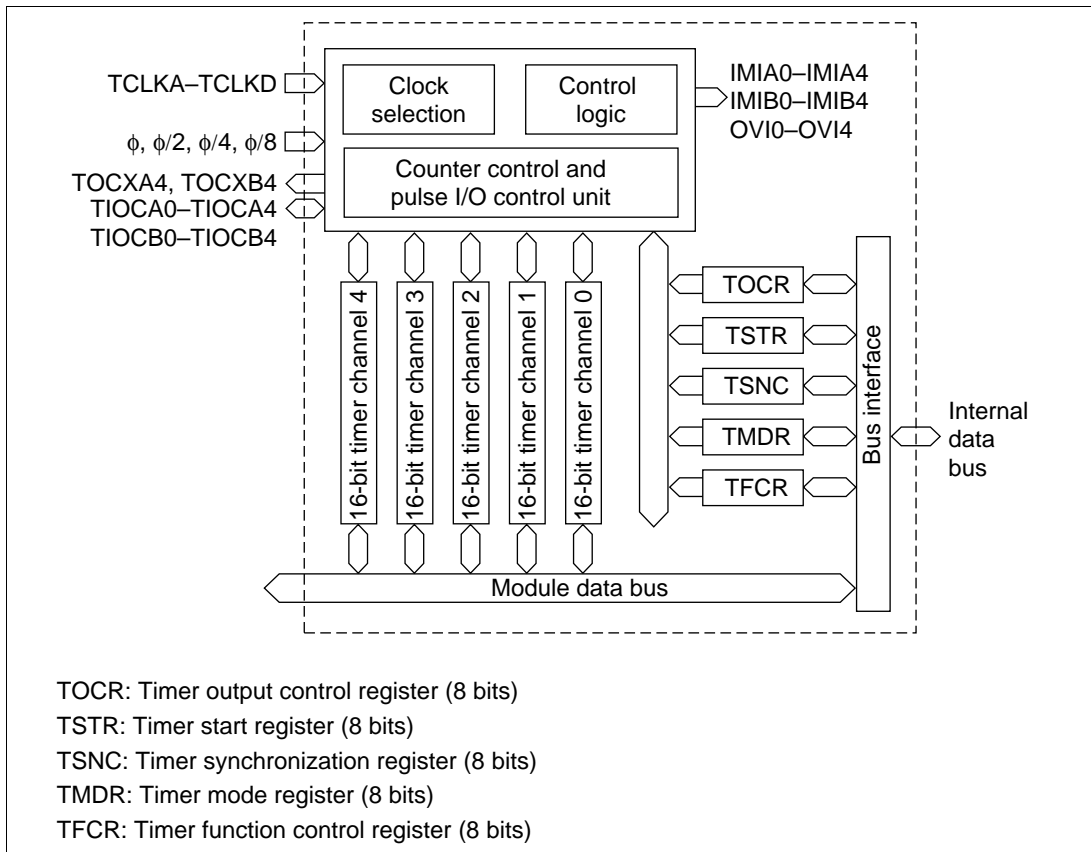 TCLKA–TCLKD
ϕ, ϕ/2, ϕ/4, ϕ/8
TOCXA4, TOCXB4
TIOCA0–TIOCA4
TIOCB0–TIOCB4
Clock
selection
Control
logic
Counter control and
pulse I/O control unit
IMIA0–IMIA4
IMIB0–IMIB4
OVI0–OVI4
16-bit timer channel 4
16-bit timer channel 3
16-bit timer channel 2
16-bit timer channel 1
16-bit timer channel 0
TOCR
TSTR
TSNC
TMDR
TFCR
Bus interface
Internal
data
bus
Module data bus
TOCR: Timer output control register (8 bits)
TSTR: Timer start register (8 bits)
TSNC: Timer synchronization register (8 bits)
TMDR: Timer mode register (8 bits)
TFCR: Timer function control register (8 bits)